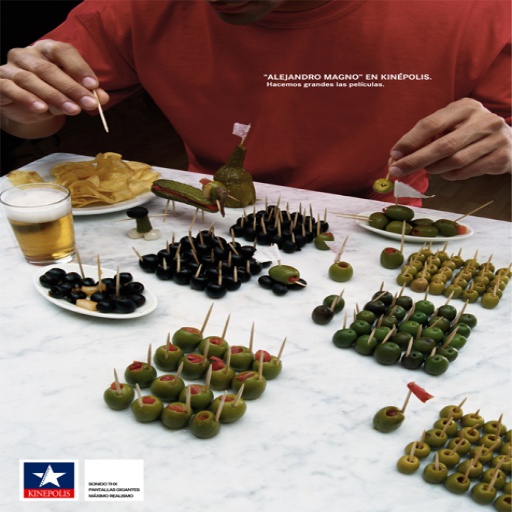 "ALEJANDRO MAGNO" EN KINÉPOLIS.
Hacemos grandes las películas.
KINEPOLIS
SONIDO THX
PANTALLAS GIGANTES
MÁXIMO REALISMO